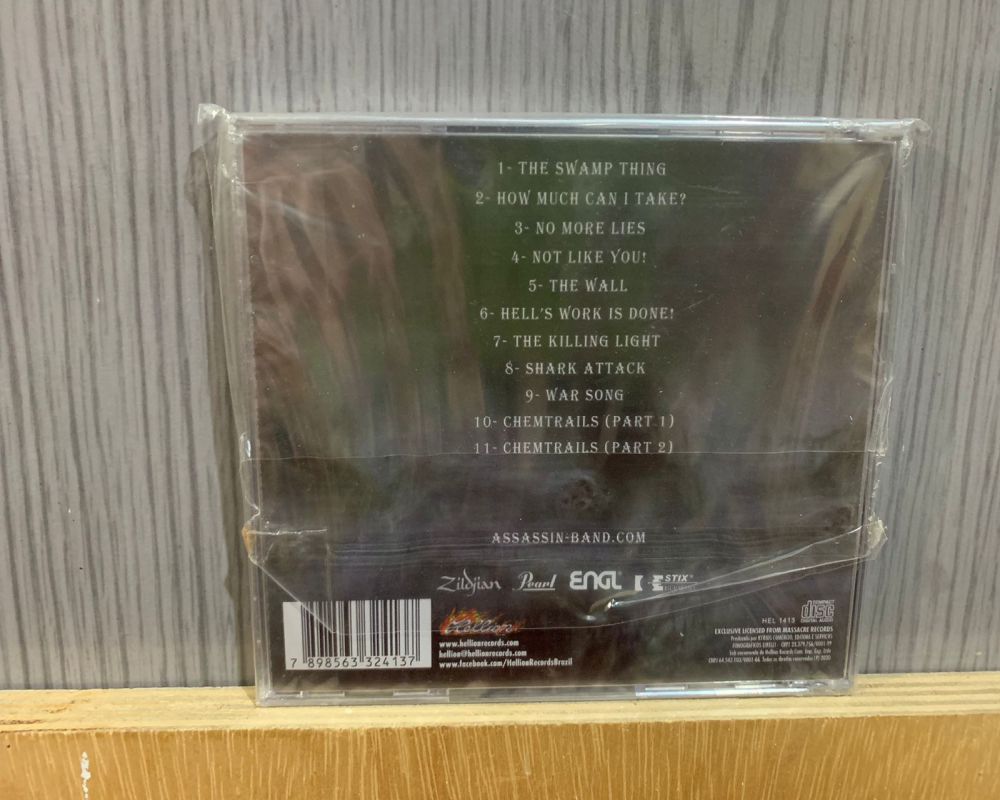 1- THE SWAMP THING
2- HOW MUCH CAN I TAKE?
3- NO MORE LIES
4- NOT LIKE YOU!
5- THE WALL
6- HELL'S WORK IS DONE!
7- THE KILLING LIGHT
8- SHARK ATTACK
9- WAR SONG
10- CHEMTRAILS (PART 1)
11- CHEMTRAILS (PART 2)
ASSASSIN-BAND.COM
Zildjian Pearl ENGL STIX
7 898563 324137
Hellion
www.hellionrecords.com
hellion@hellionrecords.com
www.facebook.com/HellionRecordsBrazil
COMPACT
disc
DIGITAL AUDIO
HEL 1413
EXCLUSIVE LICENSED FROM MASSACRE RECORDS